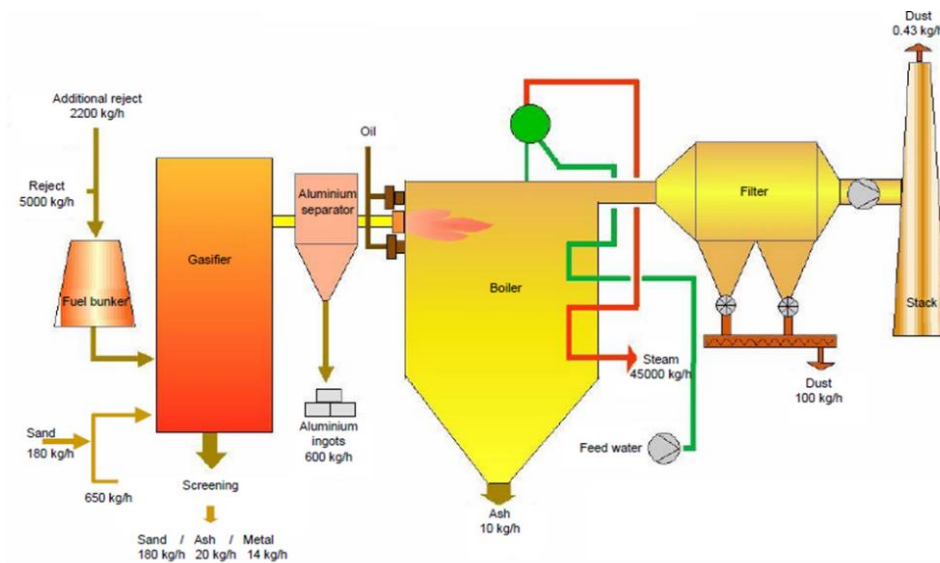 Dust
0.43 kg/h
Additional reject
2200 kg/h
Oil
Reject
5000 kg/h
Aluminium
separator
Filter
Gasifier
Fuel bunker
Boiler
Stack
Steam
45000 kg/h
Dust
100 kg/h
Sand
180 kg/h
Aluminium
ingots
600 kg/h
Feed water
650 kg/h
Screening
Ash
10 kg/h
Sand / Ash / Metal
180 kg/h 20 kg/h 14 kg/h